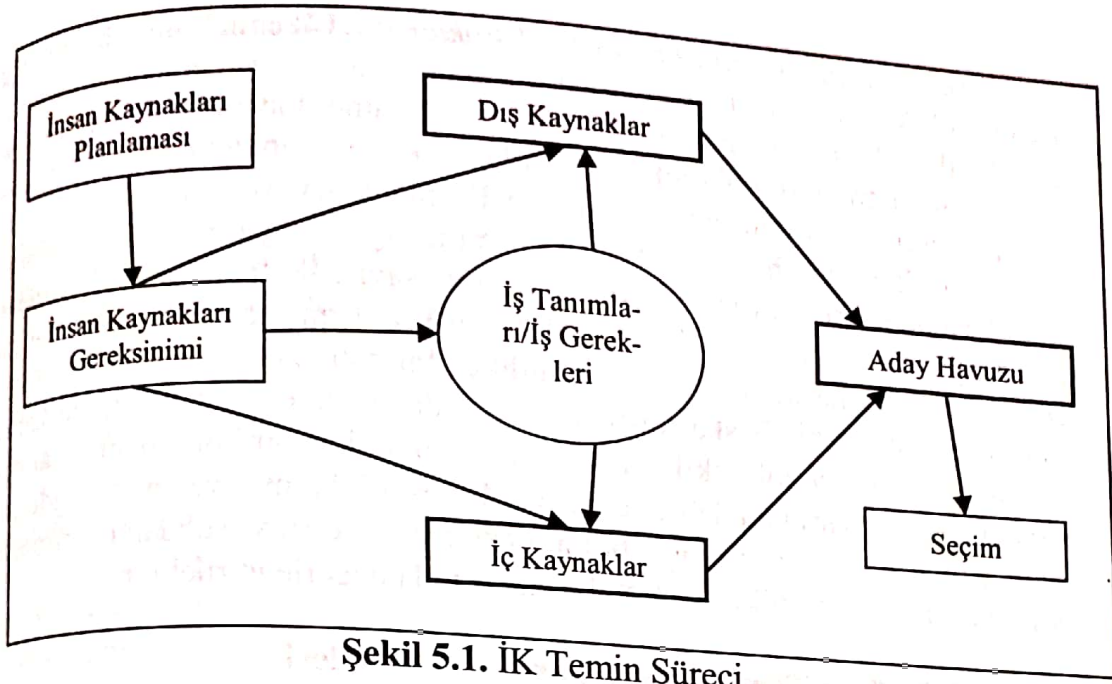 İnsan Kaynakları
Planlaması
Dış Kaynaklar
İnsan Kaynakları
Gereksinimi
İş Tanımla-
rı/İş Gerek-
leri
Aday Havuzu
İç Kaynaklar
Seçim
Şekil 5.1. İK Temin Süreci